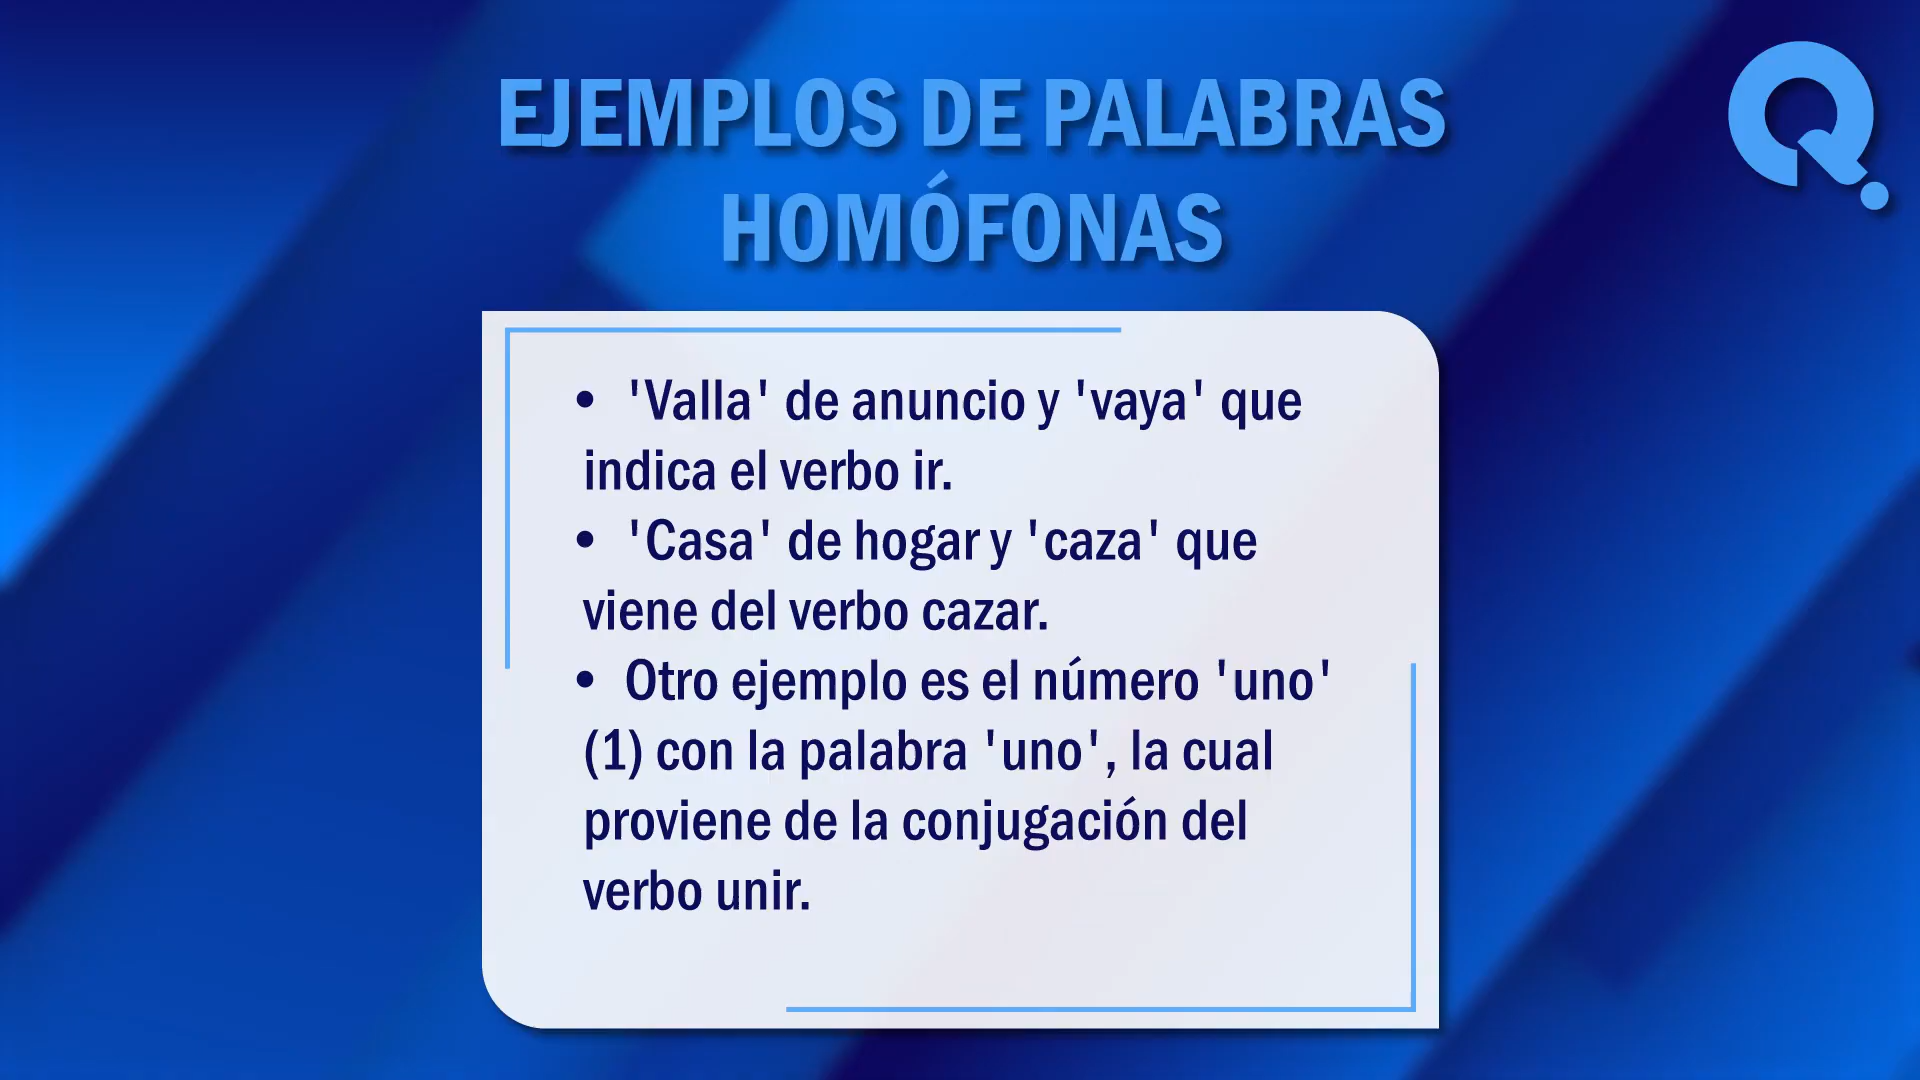 EJEMPLOS DE PALABRAS
HOMÓFONAS
• 'Valla' de anuncio y 'vaya' que
indica el verbo ir.
• 'Casa' de hogar y 'caza' que
viene del verbo cazar.
• Otro ejemplo es el número 'uno'
(1) con la palabra 'uno', la cual
proviene de la conjugación del
verbo unir.